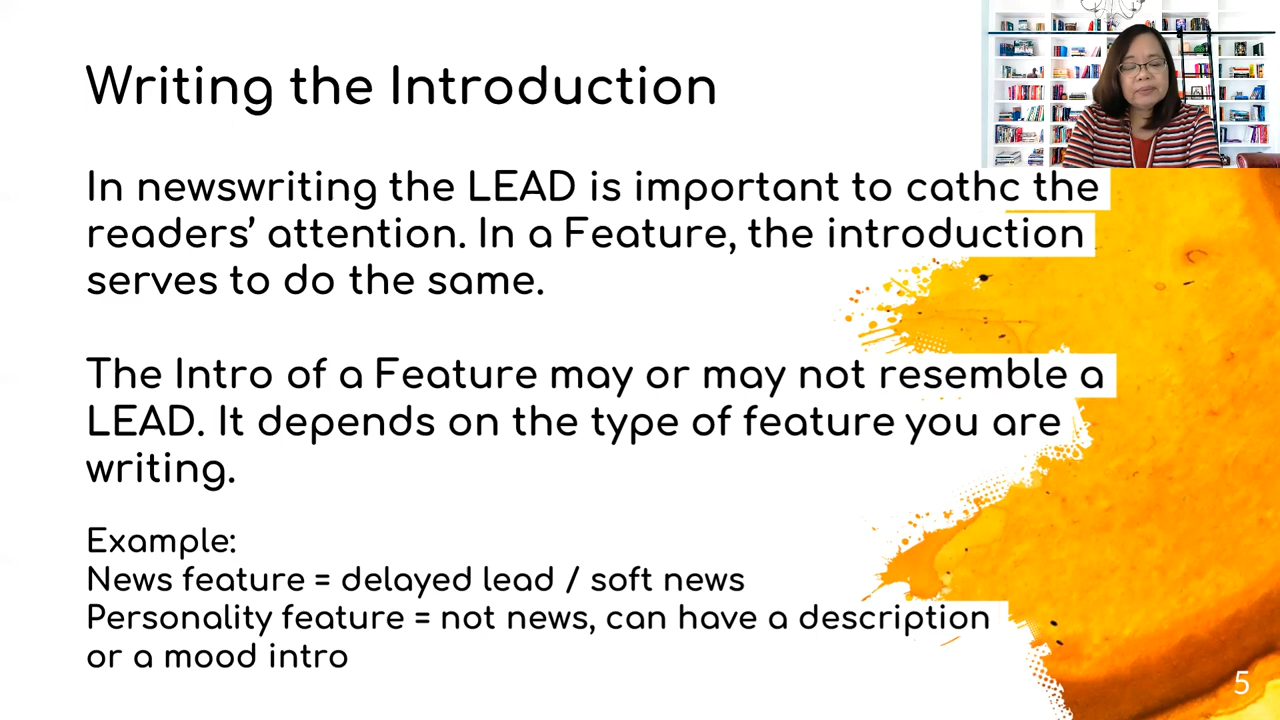 Writing the Introduction
In newswriting the LEAD is important to cathc the
readers’ attention. In a Feature, the introduction
serves to do the same.
The Intro of a Feature may or may not resemble a
LEAD. It depends on the type of feature you are
writing.
Example:
News feature = delayed lead / soft news
Personality feature = not news, can have a description
or a mood intro
5